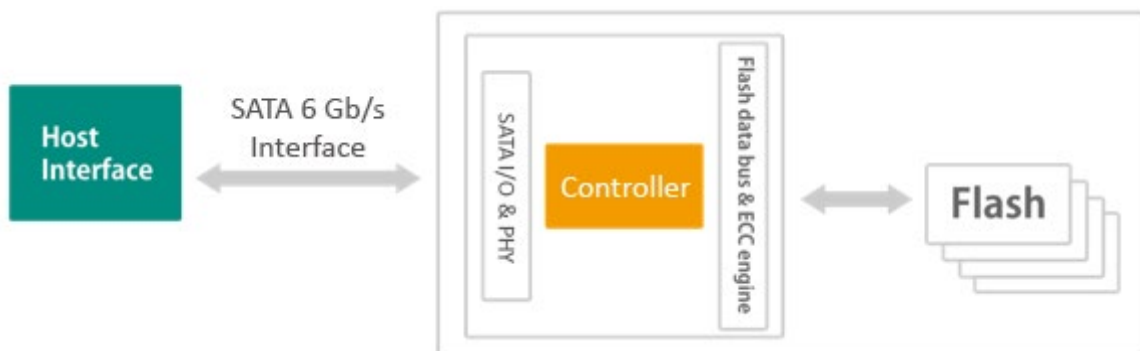 Host
Interface
SATA 6 Gb/s
Interface
SATA I/O & PHY
Controller
Flash data bus & ECC engine
Flash